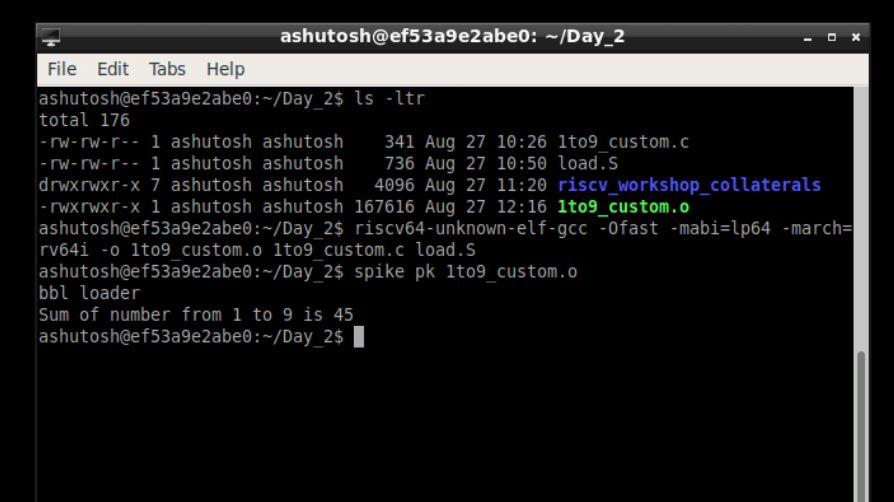 ashutosh@ef53a9e2abe0: ~/Day_2
File Edit Tabs Help
ashutosh@ef53a9e2abe0:~/Day_2$ ls -ltr
total 176
-rw-rw-r-- 1 ashutosh ashutosh    341 Aug 27 10:26 1to9_custom.c
-rw-rw-r-- 1 ashutosh ashutosh    736 Aug 27 10:50 load.S
drwxrwxr-x 7 ashutosh ashutosh   4096 Aug 27 11:20 riscv_workshop_collaterals
-rwxrwxr-x 1 ashutosh ashutosh 167616 Aug 27 12:16 1to9_custom.o
ashutosh@ef53a9e2abe0:~/Day_2$ riscv64-unknown-elf-gcc -Ofast -mabi=lp64 -march=
rv64i -o 1to9_custom.o 1to9_custom.c load.S
ashutosh@ef53a9e2abe0:~/Day_2$ spike pk 1to9_custom.o
bbl loader
Sum of number from 1 to 9 is 45
ashutosh@ef53a9e2abe0:~/Day_2$